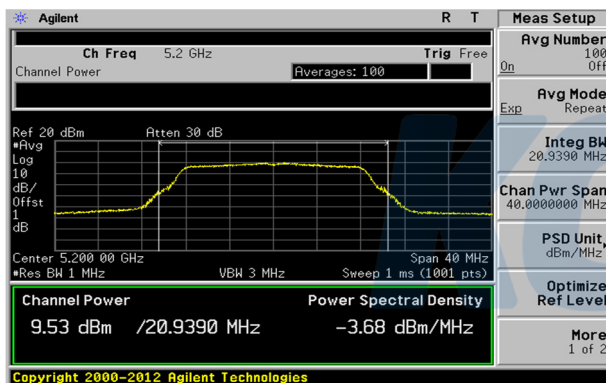 Agilent R T Meas Setup
Ch Freq 5.2 GHz Trig Free
Channel Power Averages: 100
Ref 20 dBm Atten 30 dB
#Avg
Log
10
dB/
Offst
1
dB
Center 5.200 00 GHz Span 40 MHz
#Res BW 1 MHz VBW 3 MHz Sweep 1 ms (1001 pts)
Channel Power Power Spectral Density
9.53 dBm /20.9390 MHz -3.68 dBm/MHz
Copyright 2000-2012 Agilent Technologies
Avg Number
100
On Off
Avg Mode
Exp Repeat
Integ BW
20.9390 MHz
Chan Pwr Span
40.0000000 MHz
PSD Unit
dBm/MHz
Optimize
Ref Level
More
1 of 2